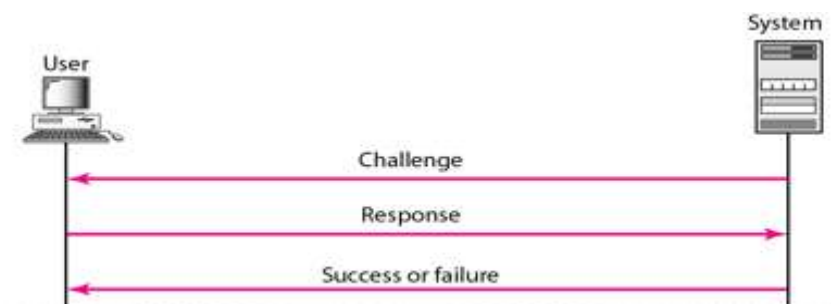 System
User
Challenge
Response
Success or failure